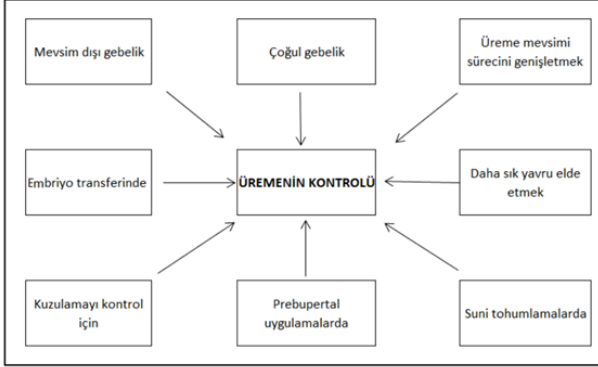 Mevsim dışı gebelik
Çoğul gebelik
Üreme mevsimi
sürecini genişletmek
Embriyo transferinde
ÜREMENİN KONTROLÜ
Daha sık yavru elde
etmek
Kuzulamayı kontrol
için
Prebupertal
uygulamalarda
Suni tohumlamalarda